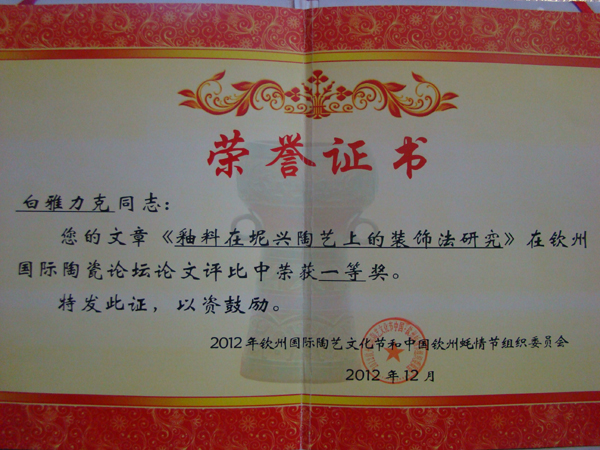 荣誉证书
白雅力克同志:
您的文章《釉料在坭兴陶艺上的装饰法研究》在钦州
国际陶瓷论坛论文评比中荣获一等奖。
特发此证，以资鼓励。
2012年钦州国际陶艺文化节和中国钦州蚝情节组织委员会
2012年12月